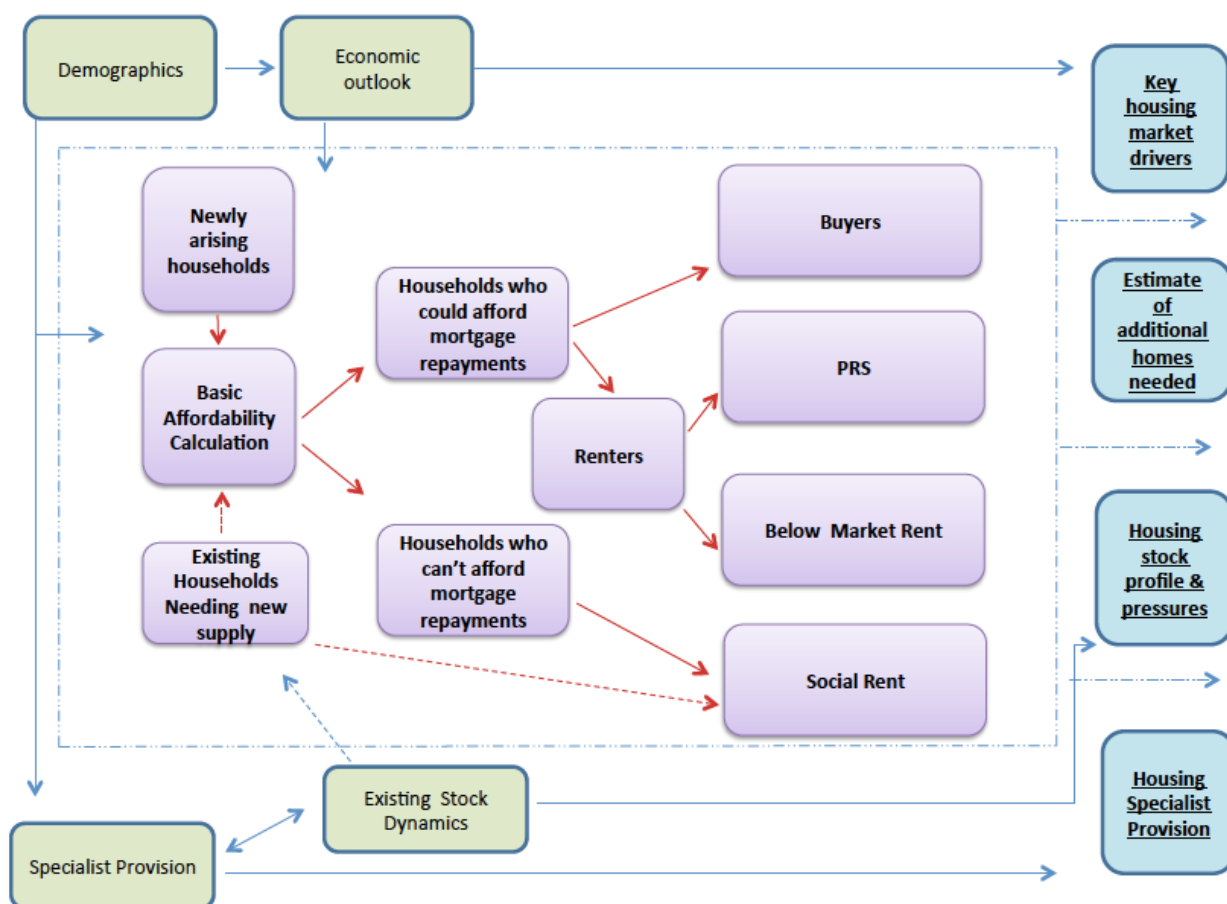 Demographics
Economic
outlook
Key
housing
market
drivers
Newly
arising
households
Buyers
Households who
could afford
mortgage
repayments
Estimate
of
additional
homes
needed
Basic
Affordability
Calculation
PRS
Renters
Existing
Households
Needing new
supply
Households who
can't afford
mortgage
repayments
Below Market Rent
Housing
stock
profile &
pressures
Social Rent
Existing Stock
Dynamics
Housing
Specialist
Provision
Specialist Provision